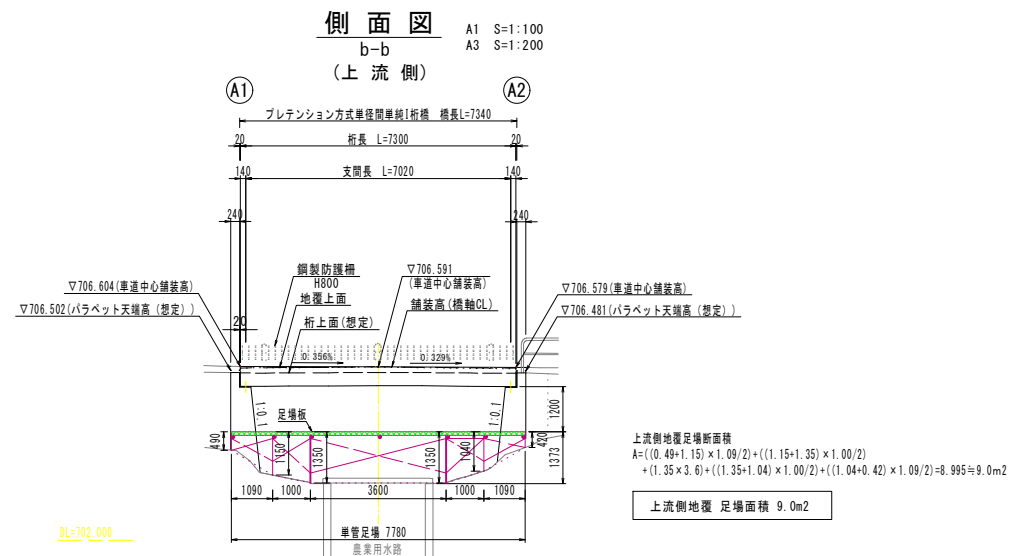 側面図
A1 S=1:100
A3 S=1:200
b-b
(上流側)
A1
A2
プレテンション方式単径間単純I桁橋 橋長L=7340
20
桁長 L=7300
20
140
支間長 L=7020
140
240
240
鋼製防護柵
H800
地覆上面
桁上面(想定)
▽706.591
(車道中心舗装高)
舗装高(橋軸CL)
▽706.604(車道中心舗装高)
▽706.502(パラペット天端高(想定))
▽706.579(車道中心舗装高)
▽706.481(パラペット天端高(想定))
20
0.356%
0.329%
1:0.1
1:0.1
足場板
1200
490
1150
1350
1350
1040
420
1373
1090
1000
3600
1000
1090
単管足場 7780
農業用水路
DL=702.000
上流側地覆足場断面積
A=((0.49+1.15)×1.09/2)+((1.15+1.35)×1.00/2)
+(1.35×3.6)+((1.35+1.04)×1.00/2)+((1.04+0.42)×1.09/2)=8.995≒9.0m2
上流側地覆 足場面積 9.0m2